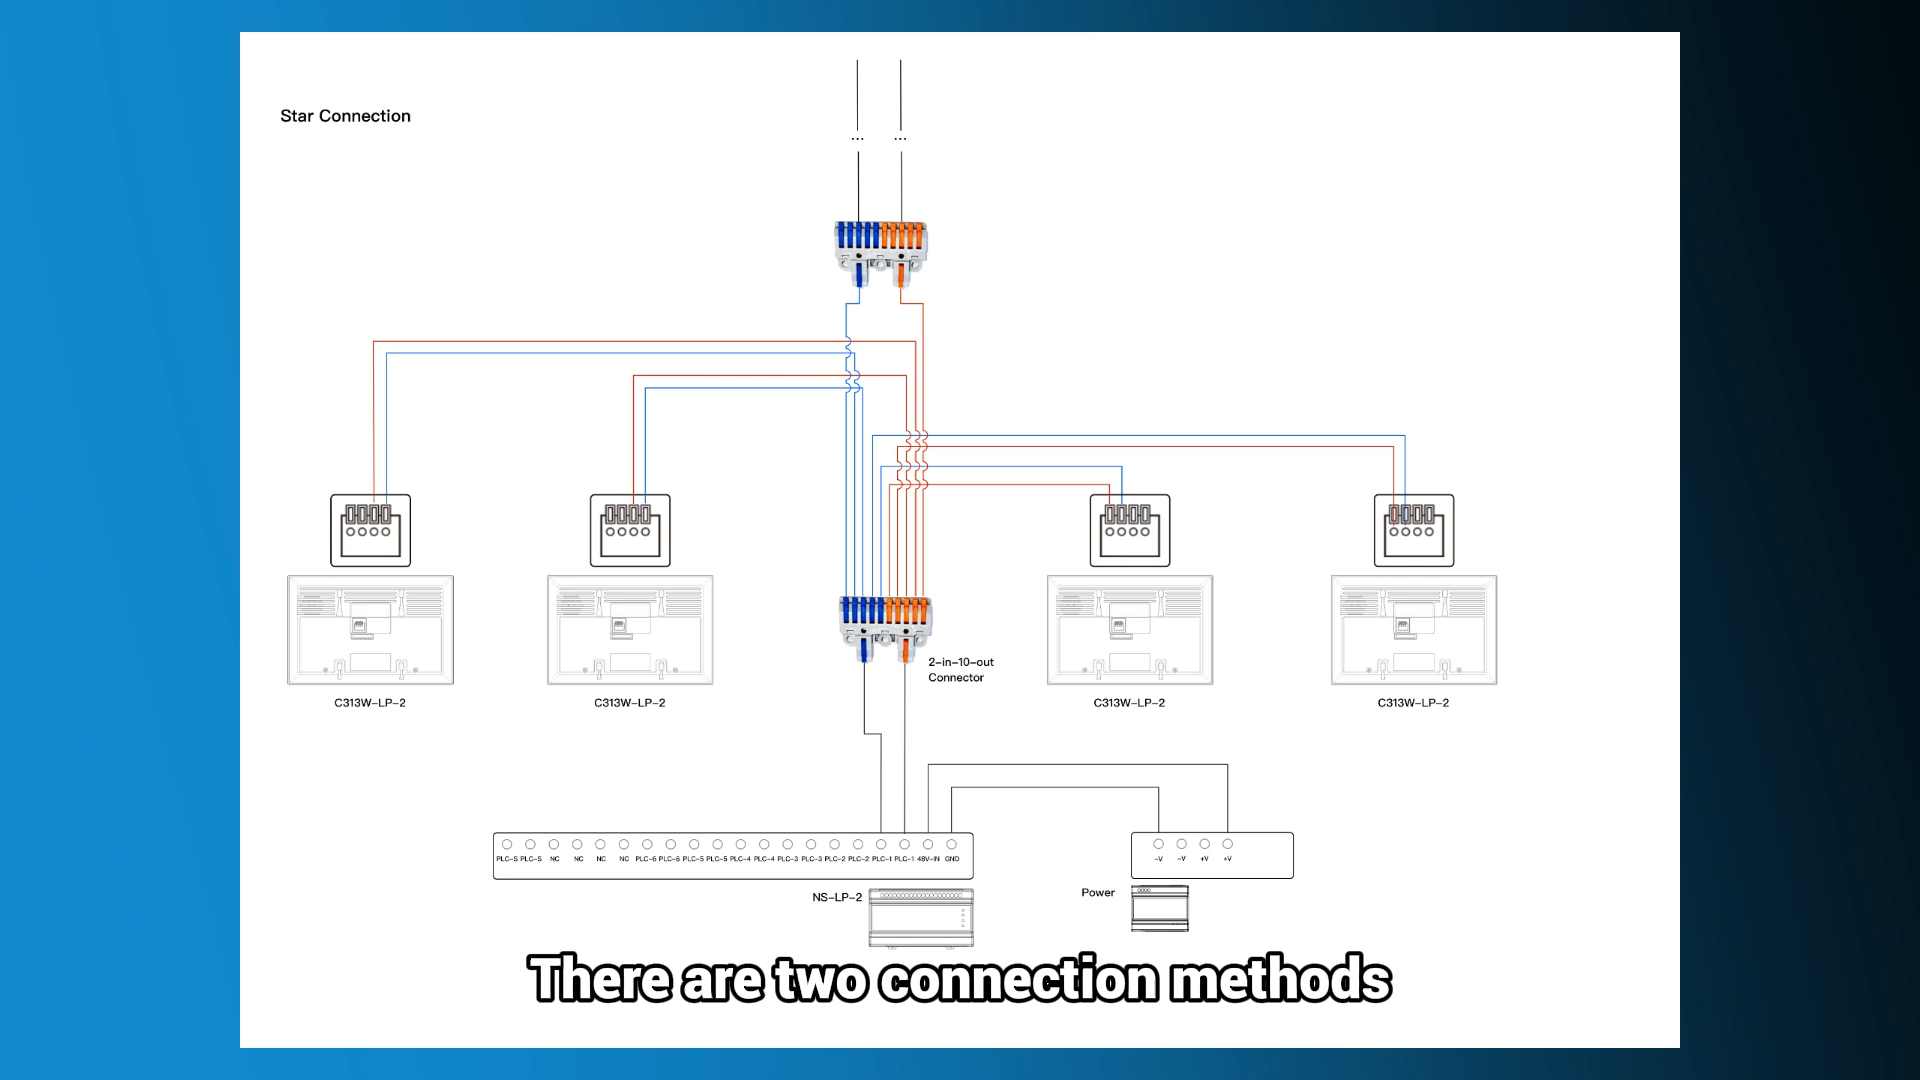 Star Connection
...
...
2-in-10-out
Connector
C313W-LP-2
C313W-LP-2
C313W-LP-2
C313W-LP-2
PLC-S PLC-S NC NC NC NC PLC-6 PLC-6 PLC-5 PLC-5 PLC-4 PLC-4 PLC-3 PLC-3 PLC-2 PLC-2 PLC-1 PLC-1 48V-IN GND
-V -V +V +V
NS-LP-2
Power
There are two connection methods